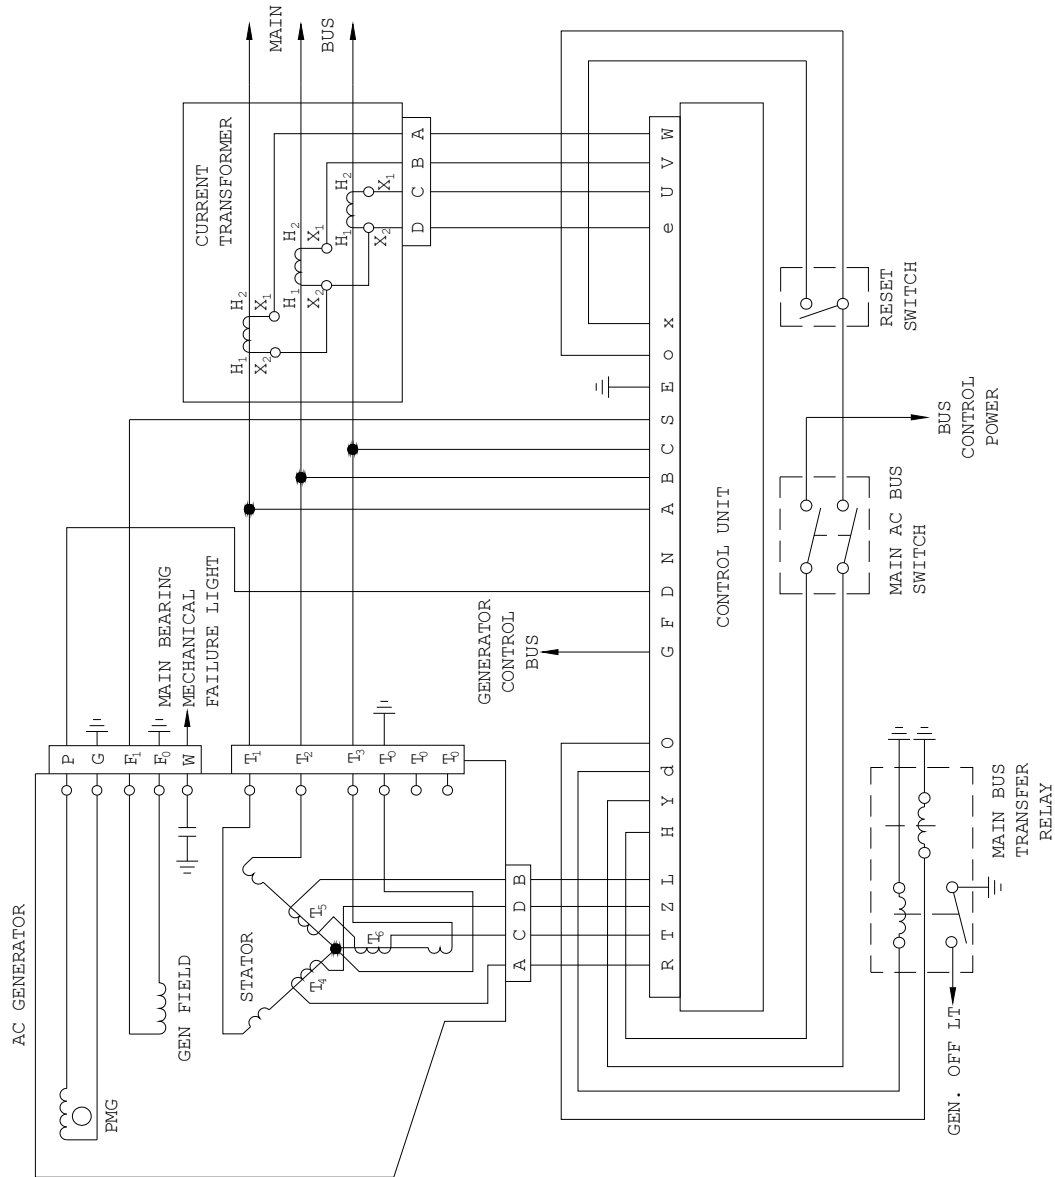 MAIN
BUS
CURRENT
TRANSFORMER
H1
H2
X2
X1
H1
H2
X2
X1
H1
H2
X2
X1
D C B A
AC GENERATOR
PMG
GEN FIELD
STATOR
T4
T5
T6
P
G
F1
F0
W
T1
T2
T3
T0
T0
T0
MAIN BEARING
MECHANICAL
FAILURE LIGHT
A C D B
GENERATOR
CONTROL
BUS
R T Z L H Y d O G F D N A B C S E o x e U V W
CONTROL UNIT
RESET
SWITCH
BUS
CONTROL
POWER
MAIN AC BUS
SWITCH
MAIN BUS
TRANSFER
RELAY
GEN. OFF LT